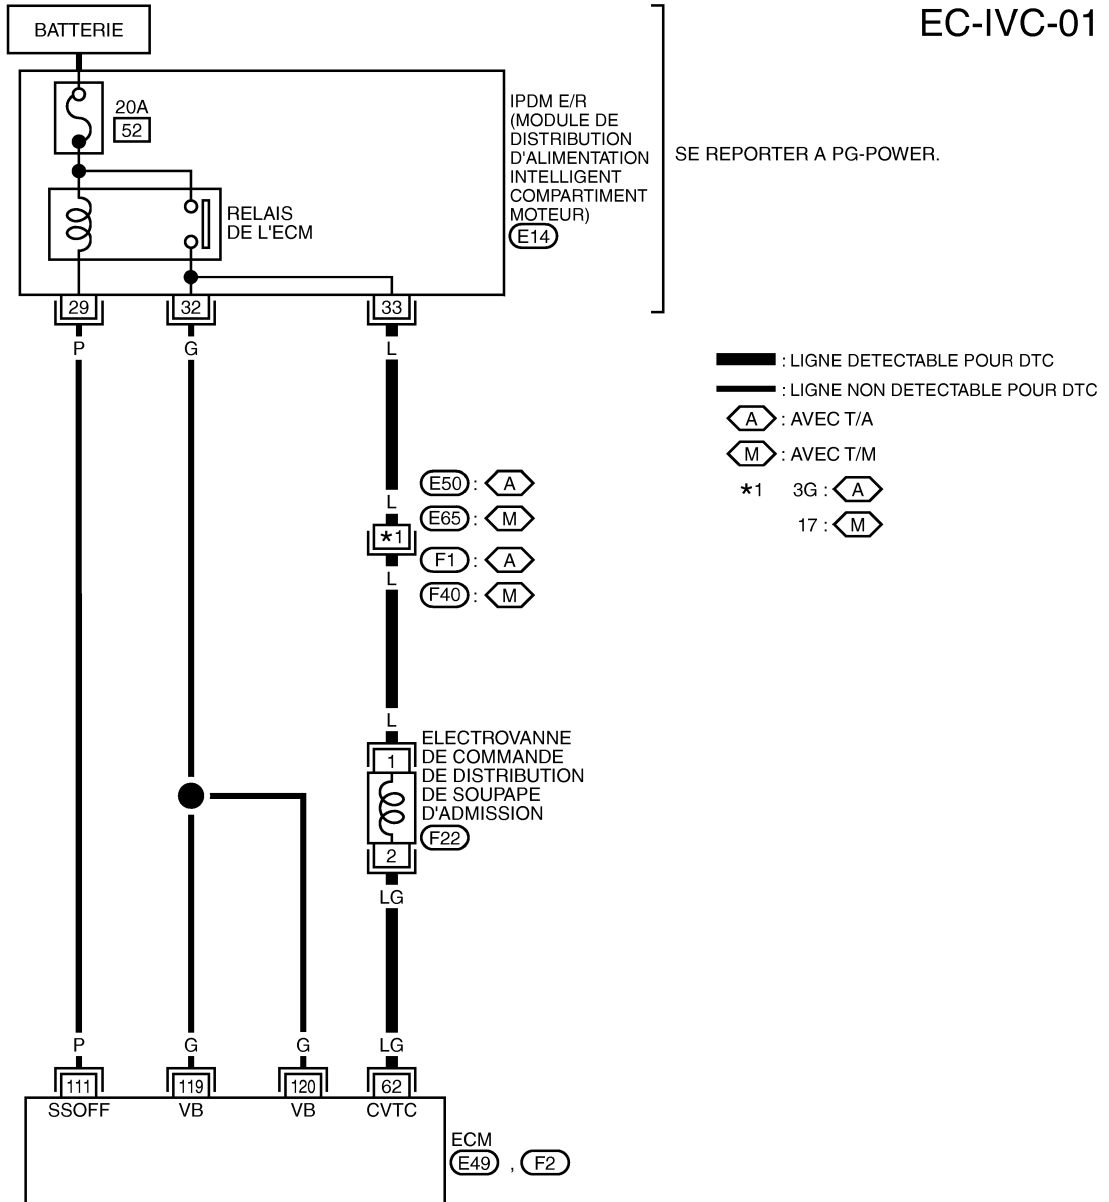 EC-IVC-01
BATTERIE
20A
52
IPDM E/R
(MODULE DE
DISTRIBUTION
D'ALIMENTATION
INTELLIGENT
COMPARTIMENT
MOTEUR)
E14
SE REPORTER A PG-POWER.
RELAIS
DE L'ECM
29
32
33
P
G
L
: LIGNE DETECTABLE POUR DTC
: LIGNE NON DETECTABLE POUR DTC
A : AVEC T/A
M : AVEC T/M
*1 3G : A
17 : M
L
E50 : A
E65 : M
*1
F1 : A
L
F40 : M
L
1
ELECTROVANNE
DE COMMANDE
DE DISTRIBUTION
DE SOUPAPE
D'ADMISSION
F22
2
LG
P
G
G
LG
111
119
120
62
SSOFF
VB
VB
CVTC
ECM
E49 , F2